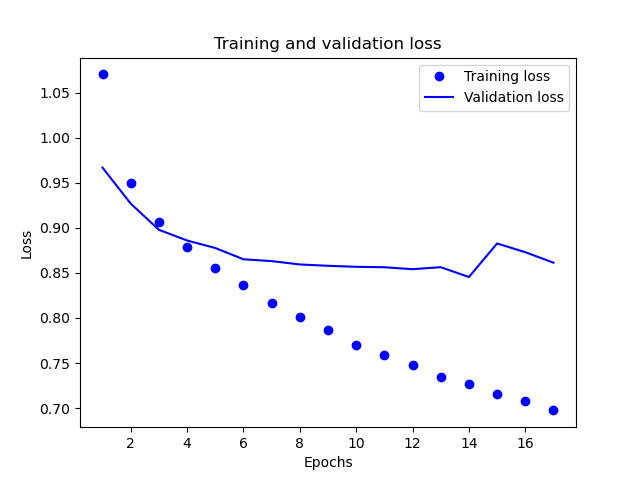 Training and validation loss
Training loss
Validation loss
1.05
1.00
0.95
0.90
0.85
0.80
0.75
0.70
Loss
2 4 6 8 10 12 14 16
Epochs